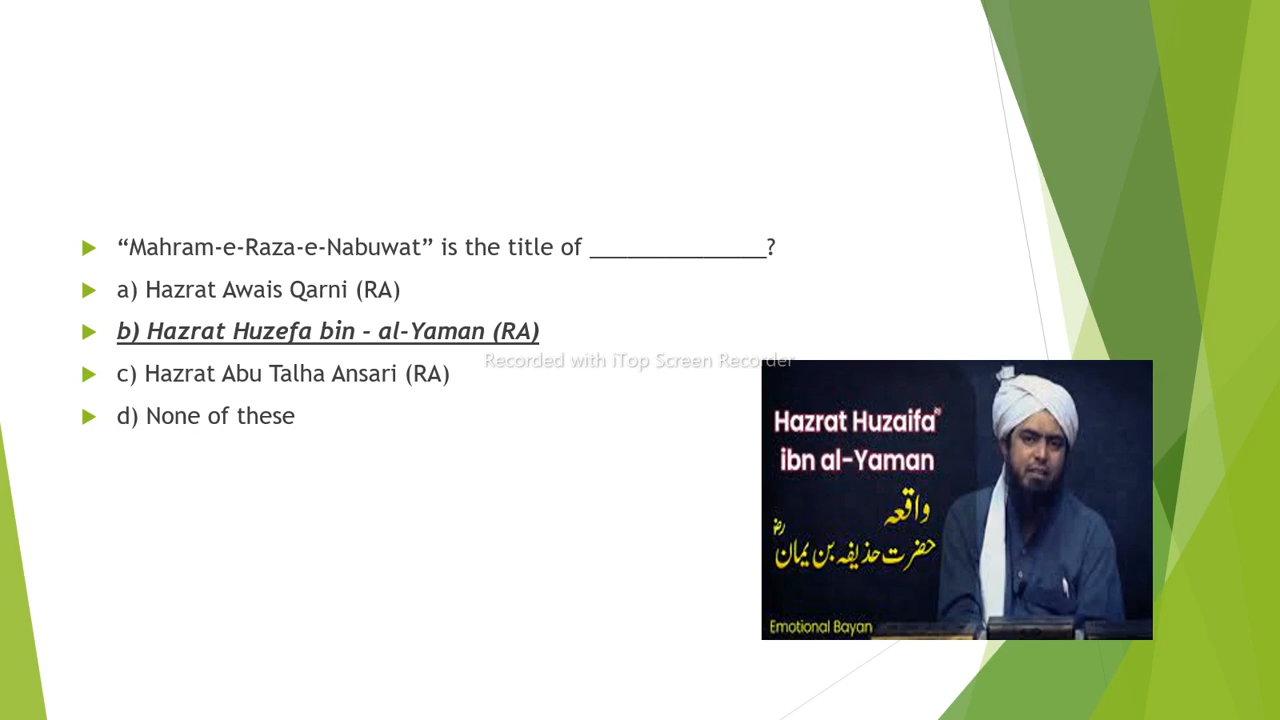 “Mahram-e-Raza-e-Nabuwat” is the title of _______________?
a) Hazrat Awais Qarni (RA)
b) Hazrat Huzefa bin - al-Yaman (RA)
Recorded with iTop Screen Recorder
c) Hazrat Abu Talha Ansari (RA)
d) None of these
Hazrat Huzaifa
ibn al-Yaman
واقعہ
حضرت حذیفہ بن یمان رضؓ
Emotional Bayan